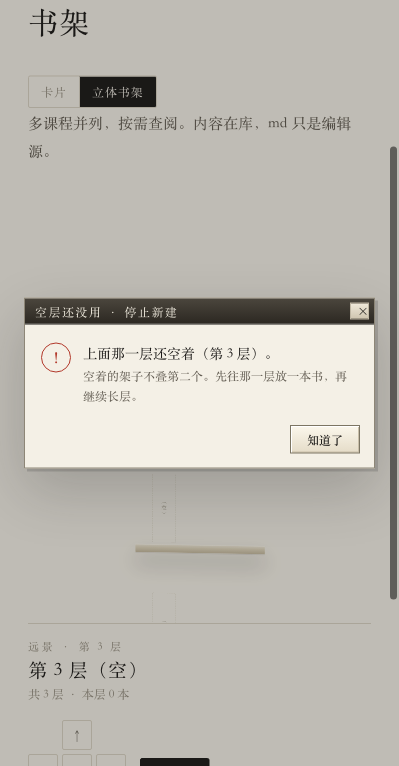 书架
卡片 立体书架
多课程并列，按需查阅。内容在库，md 只是编辑
源。
空层还没用 · 停止新建
×
!
上面那一层还空着（第 3 层）。
空着的架子不叠第二个。先往那一层放一本书，再
继续长层。
知道了
远景 · 第 3 层
第 3 层（空）
共 3 层 · 本层 0 本
↑